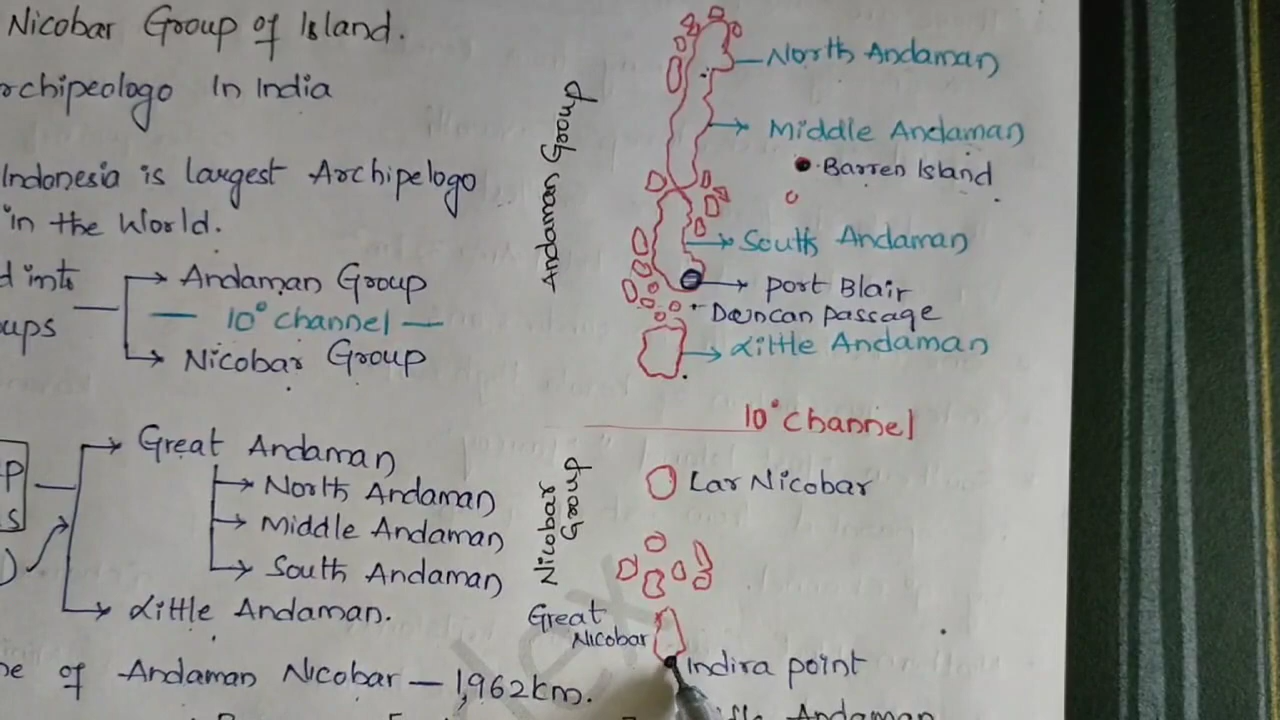 Nicobar Group of Island.
rchipeologo In India
Indonesia is largest Archipelogo
in the World.
d into
oups
Andaman Group
10° channel
Nicobar Group
p
s
)
Great Andaman
North Andaman
Middle Andaman
South Andaman
Little Andaman.
ne of Andaman Nicobar - 1,962km.
Andaman Group
North Andaman
Middle Andaman
Barren Island
South Andaman
Port Blair
Duncan passage
Little Andaman
10° channel
Nicobar
Group
Car Nicobar
Great
Nicobar
Indira point
Andaman